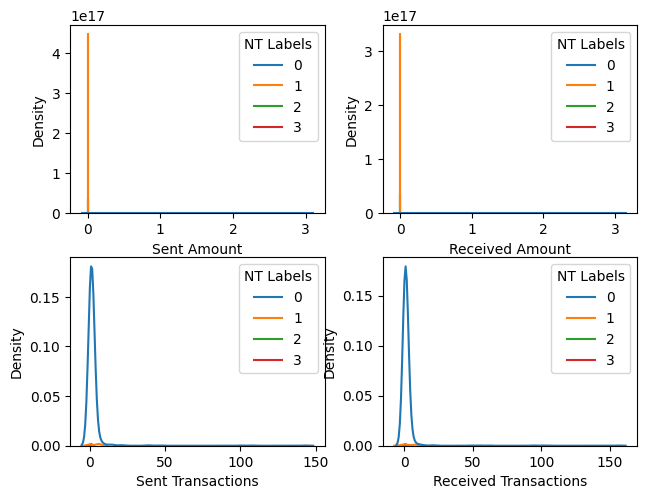 1e17
NT Labels
0
1
2
3
Density
4
3
2
1
0
0 1 2 3
Sent Amount
1e17
NT Labels
0
1
2
3
Density
3
2
1
0
0 1 2 3
Received Amount
NT Labels
0
1
2
3
Density
0.15
0.10
0.05
0.00
0 50 100 150
Sent Transactions
NT Labels
0
1
2
3
Density
0.15
0.10
0.05
0.00
0 50 100 150
Received Transactions